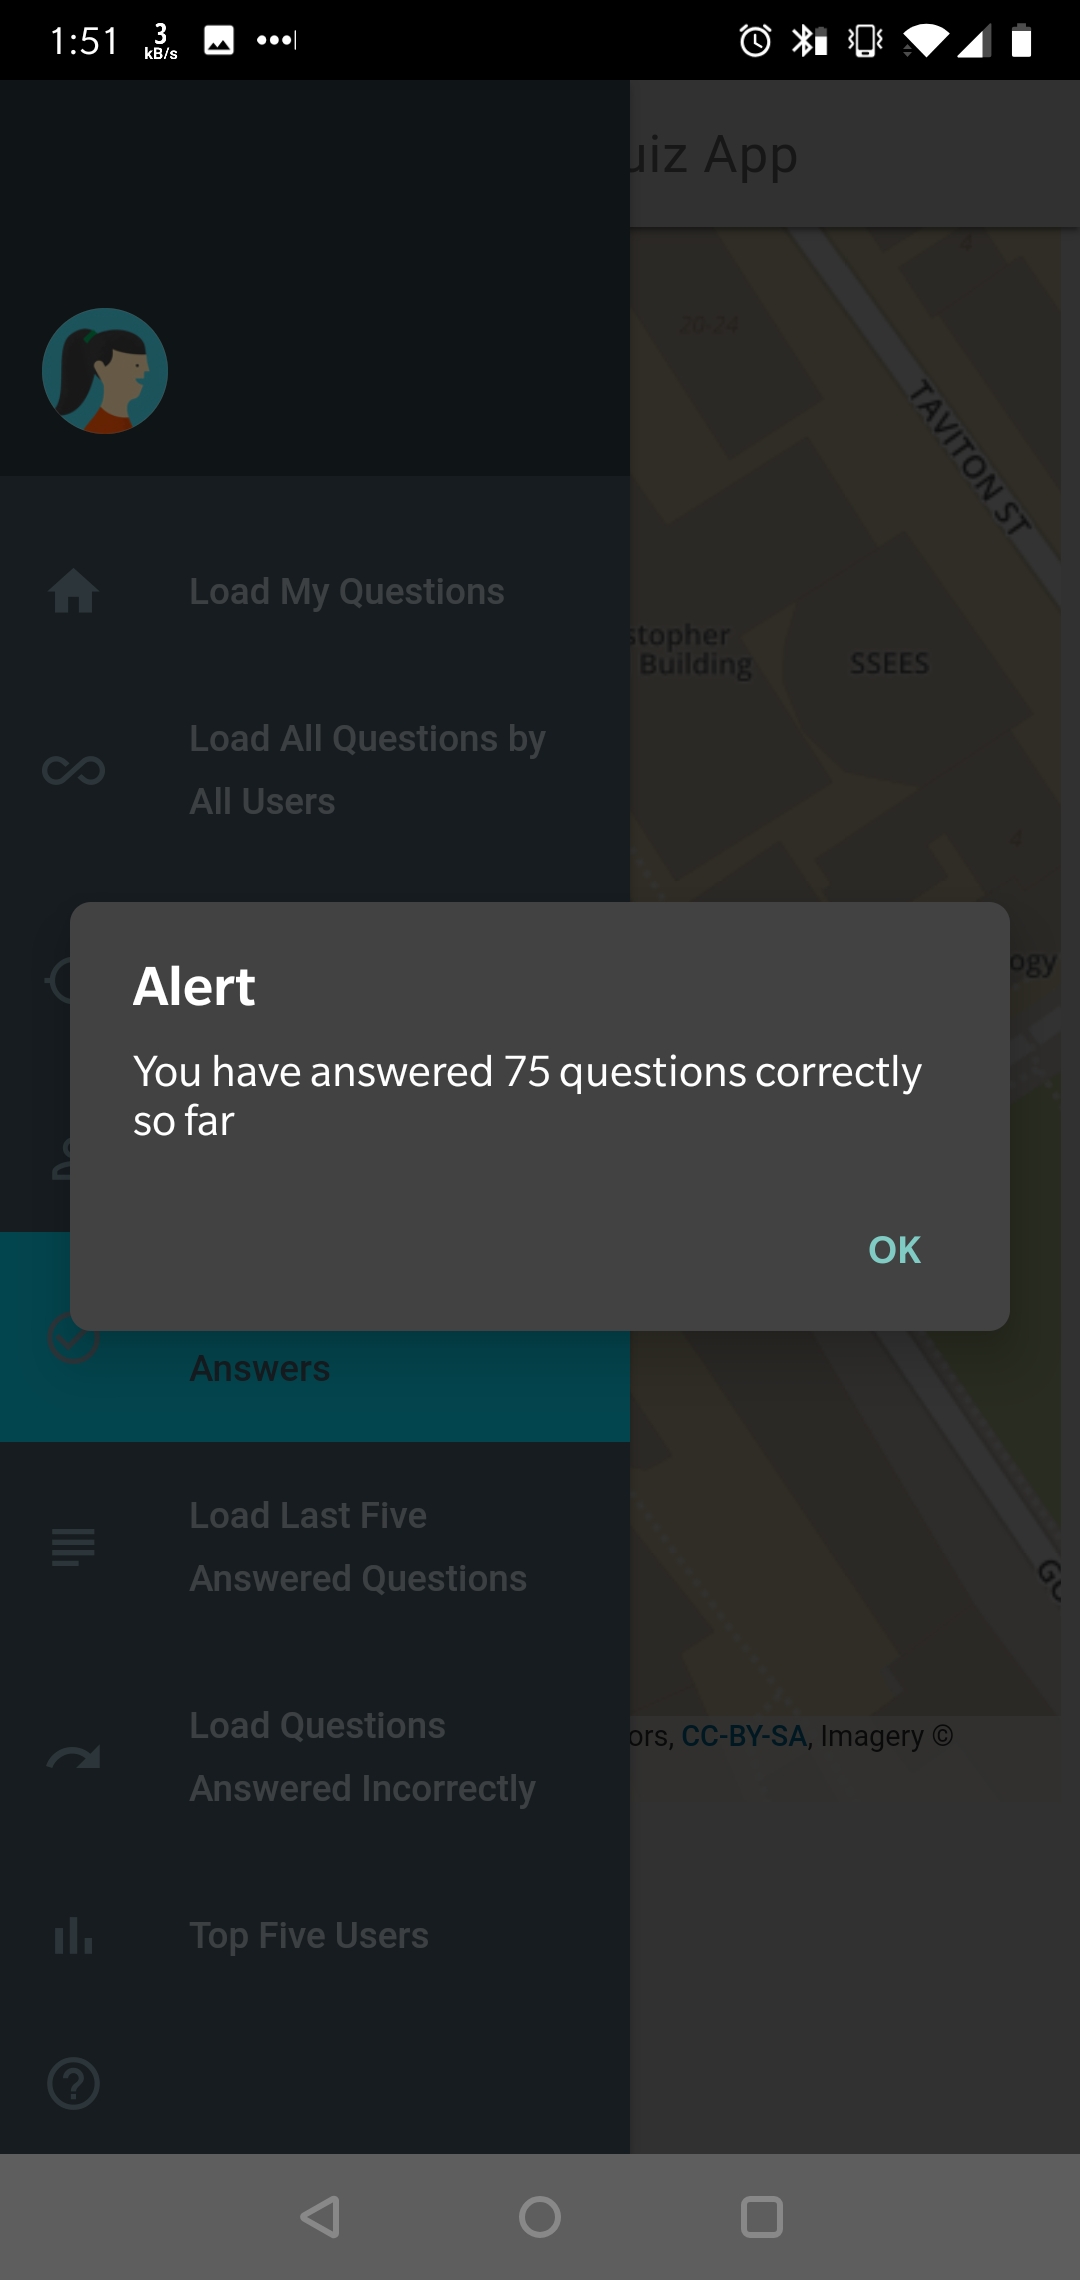 1:51
3
kB/s
uiz App
20-24
4
TAVITON ST
stopher
Building
SSEES
4
ogy
Load My Questions
Load All Questions by
All Users
Alert
You have answered 75 questions correctly
so far
OK
Answers
Load Last Five
Answered Questions
Load Questions
Answered Incorrectly
ors, CC-BY-SA, Imagery ©
Top Five Users